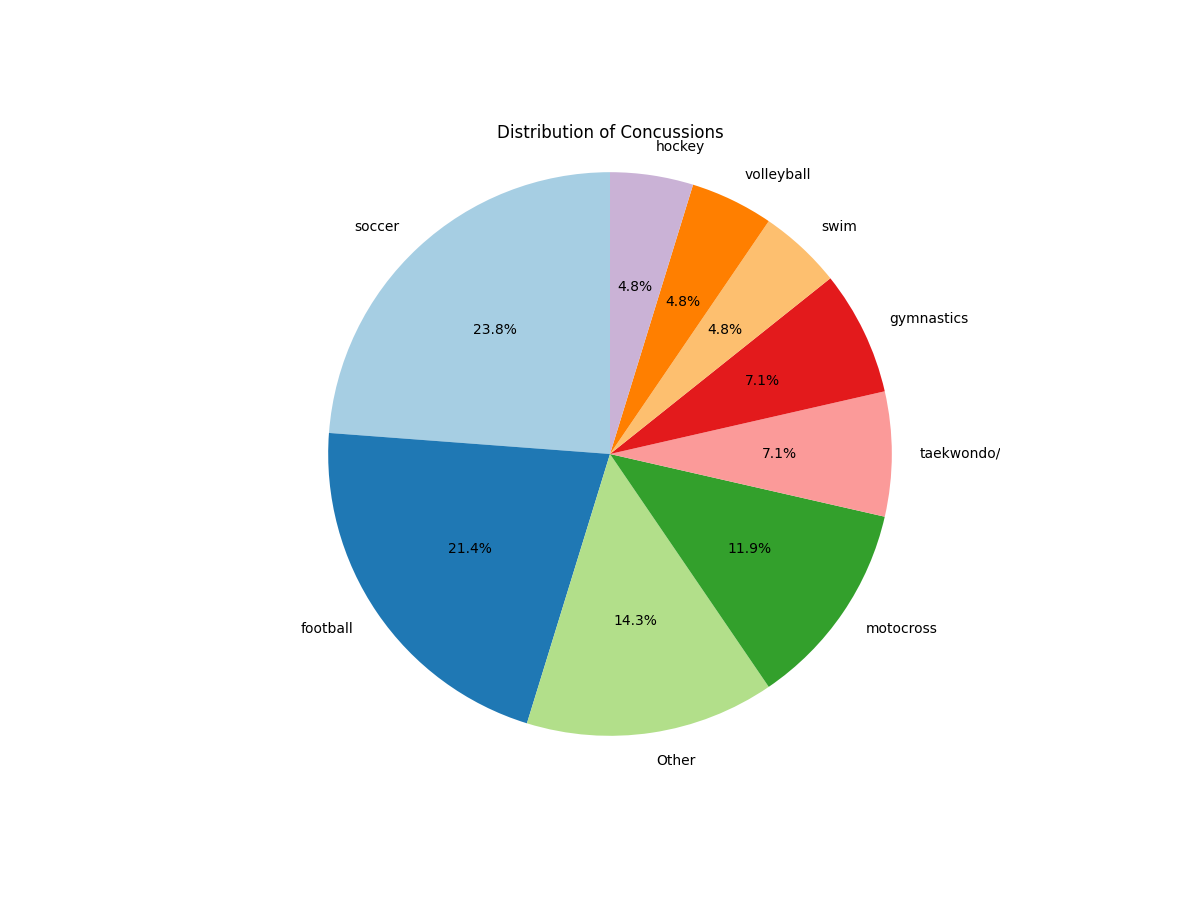 Distribution of Concussions
hockey
volleyball
swim
soccer
gymnastics
taekwondo/
motocross
football
Other
4.8%
4.8%
4.8%
23.8%
7.1%
7.1%
11.9%
21.4%
14.3%